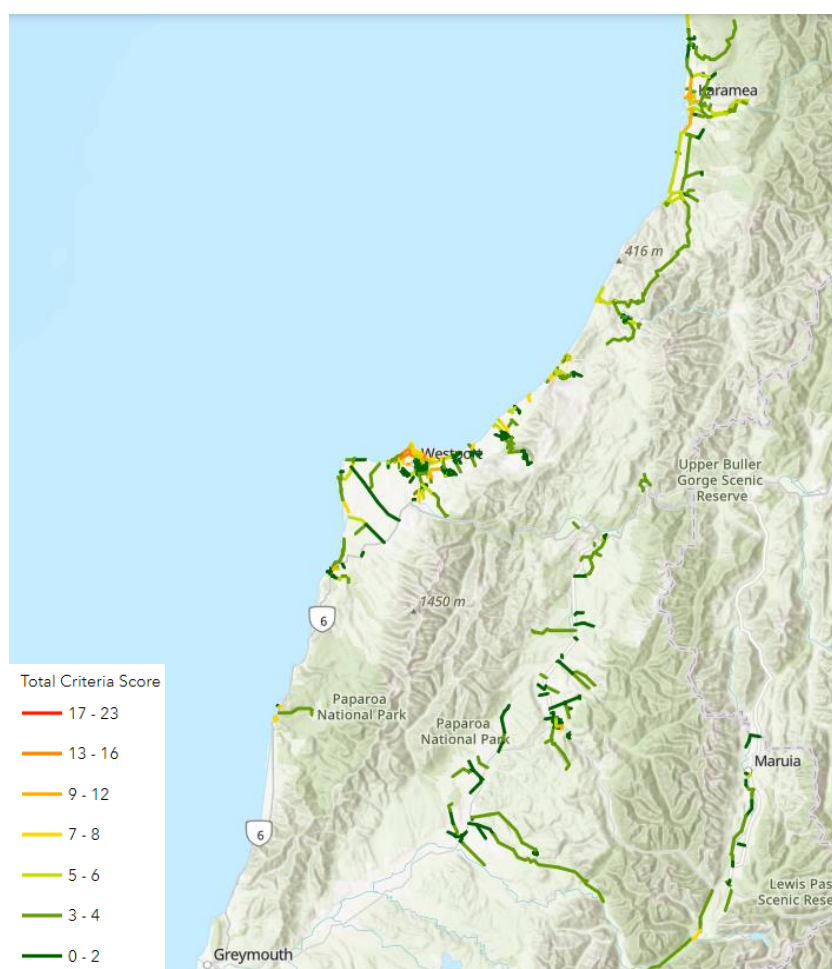 Karamea
416 m
Westport
Upper Buller
Gorge Scenic
Reserve
1450 m
6
Paparoa
National Park
Paparoa
National Park
Maruia
6
Lewis Pas
Scenic Rese
Greymouth
Total Criteria Score
17 - 23
13 - 16
9 - 12
7 - 8
5 - 6
3 - 4
0 - 2